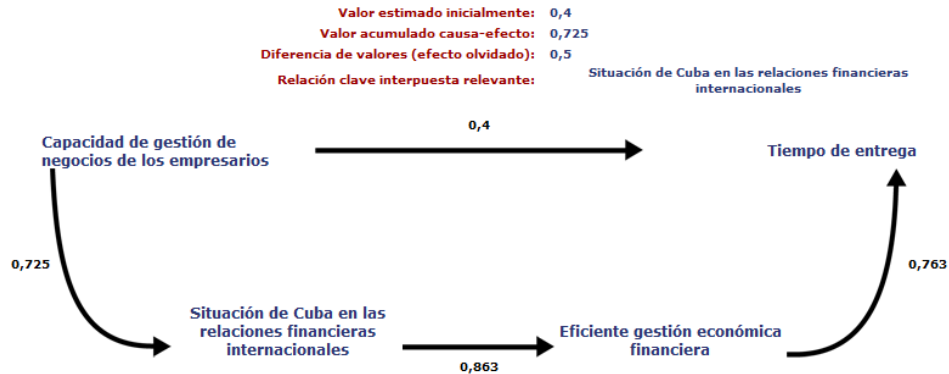 Valor estimado inicialmente: 0,4
Valor acumulado causa-efecto: 0,725
Diferencia de valores (efecto olvidado): 0,5
Relación clave interpuesta relevante: Situación de Cuba en las relaciones financieras
internacionales
0,4
Capacidad de gestión de
negocios de los empresarios
Tiempo de entrega
0,725
0,763
Situación de Cuba en las
relaciones financieras
internacionales
Eficiente gestión económica
financiera
0,863